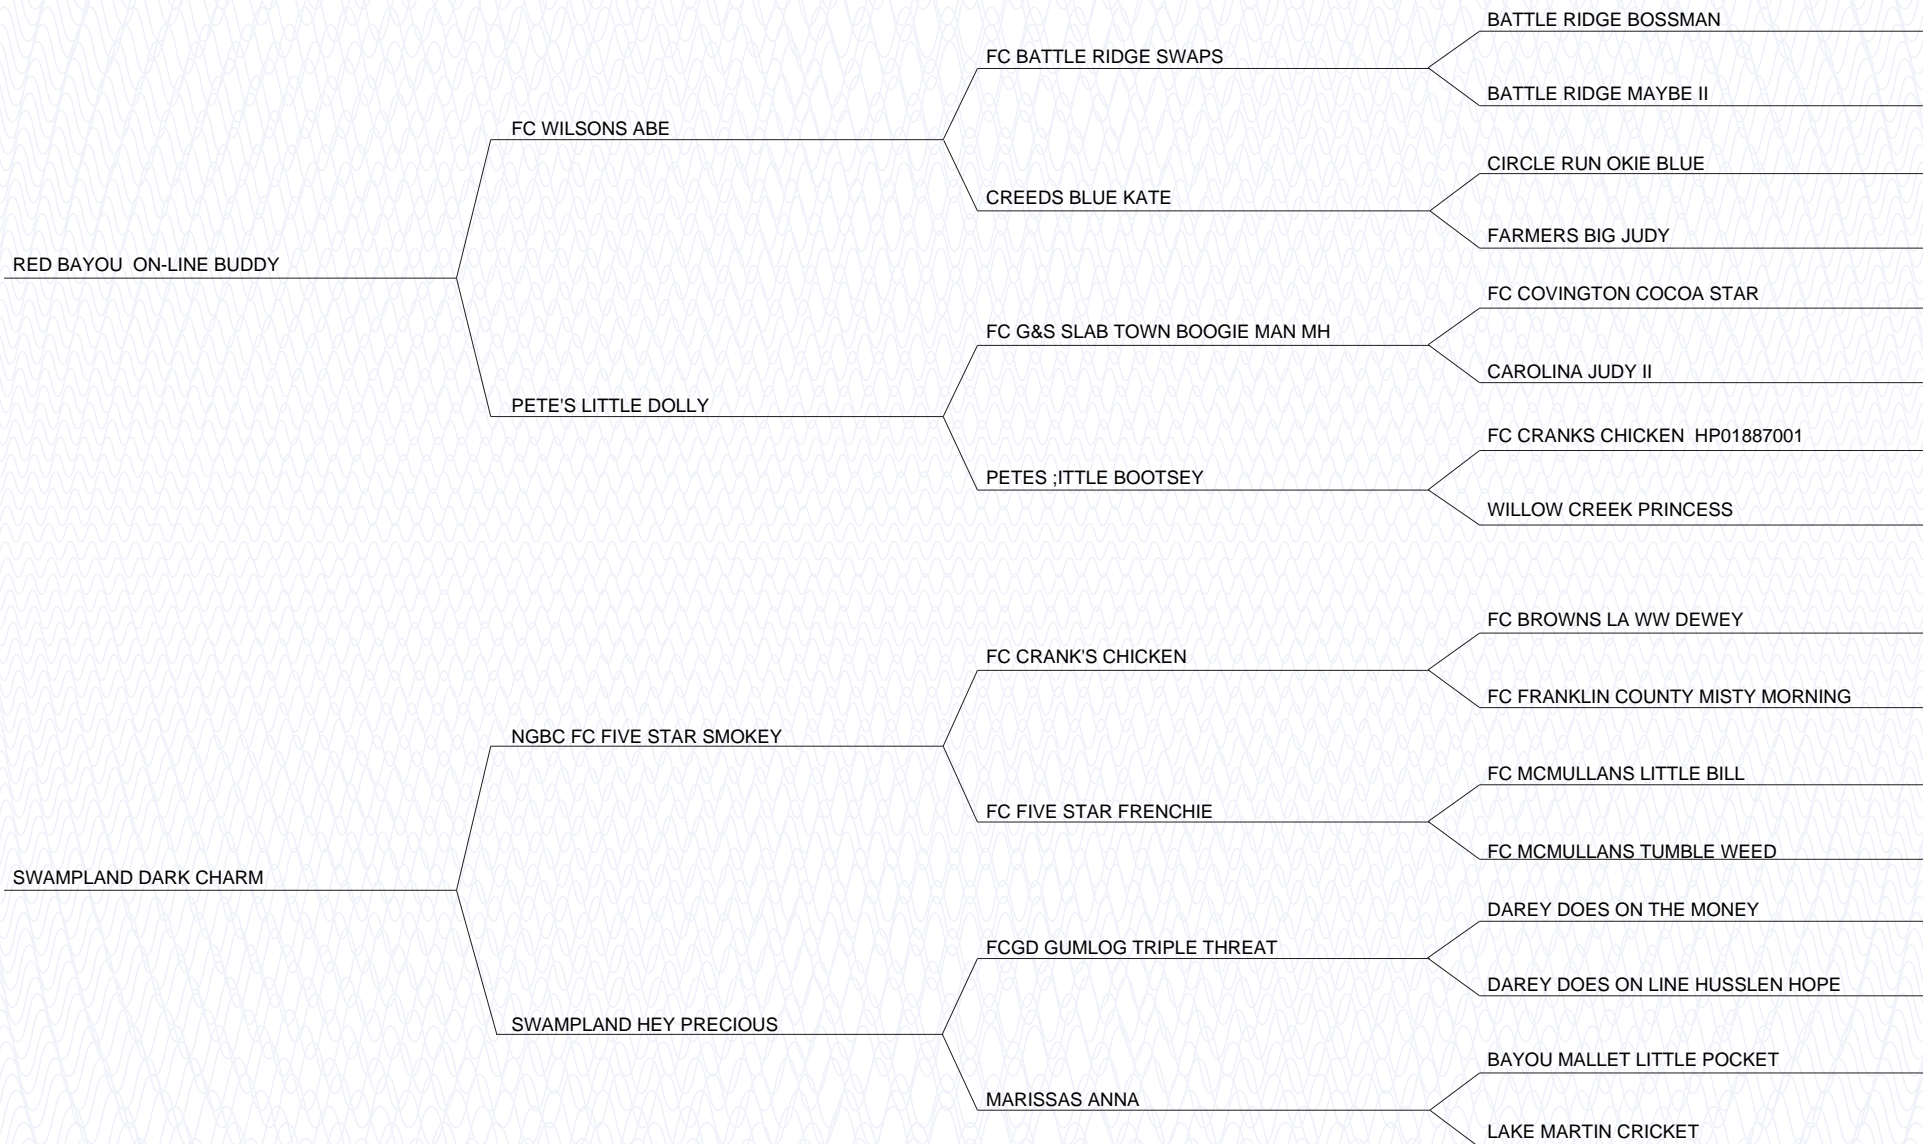 BATTLE RIDGE BOSSMAN
FC BATTLE RIDGE SWAPS
BATTLE RIDGE MAYBE II
FC WILSONS ABE
CIRCLE RUN OKIE BLUE
CREEDS BLUE KATE
FARMERS BIG JUDY
RED BAYOU  ON-LINE BUDDY
FC COVINGTON COCOA STAR
FC G&S SLAB TOWN BOOGIE MAN MH
CAROLINA JUDY II
PETE'S LITTLE DOLLY
FC CRANKS CHICKEN  HP01887001
PETES ;ITTLE BOOTSEY
WILLOW CREEK PRINCESS
FC BROWNS LA WW DEWEY
FC CRANK'S CHICKEN
FC FRANKLIN COUNTY MISTY MORNING
NGBC FC FIVE STAR SMOKEY
FC MCMULLANS LITTLE BILL
FC FIVE STAR FRENCHIE
FC MCMULLANS TUMBLE WEED
SWAMPLAND DARK CHARM
DAREY DOES ON THE MONEY
FCGD GUMLOG TRIPLE THREAT
DAREY DOES ON LINE HUSSLEN HOPE
SWAMPLAND HEY PRECIOUS
BAYOU MALLET LITTLE POCKET
MARISSAS ANNA
LAKE MARTIN CRICKET